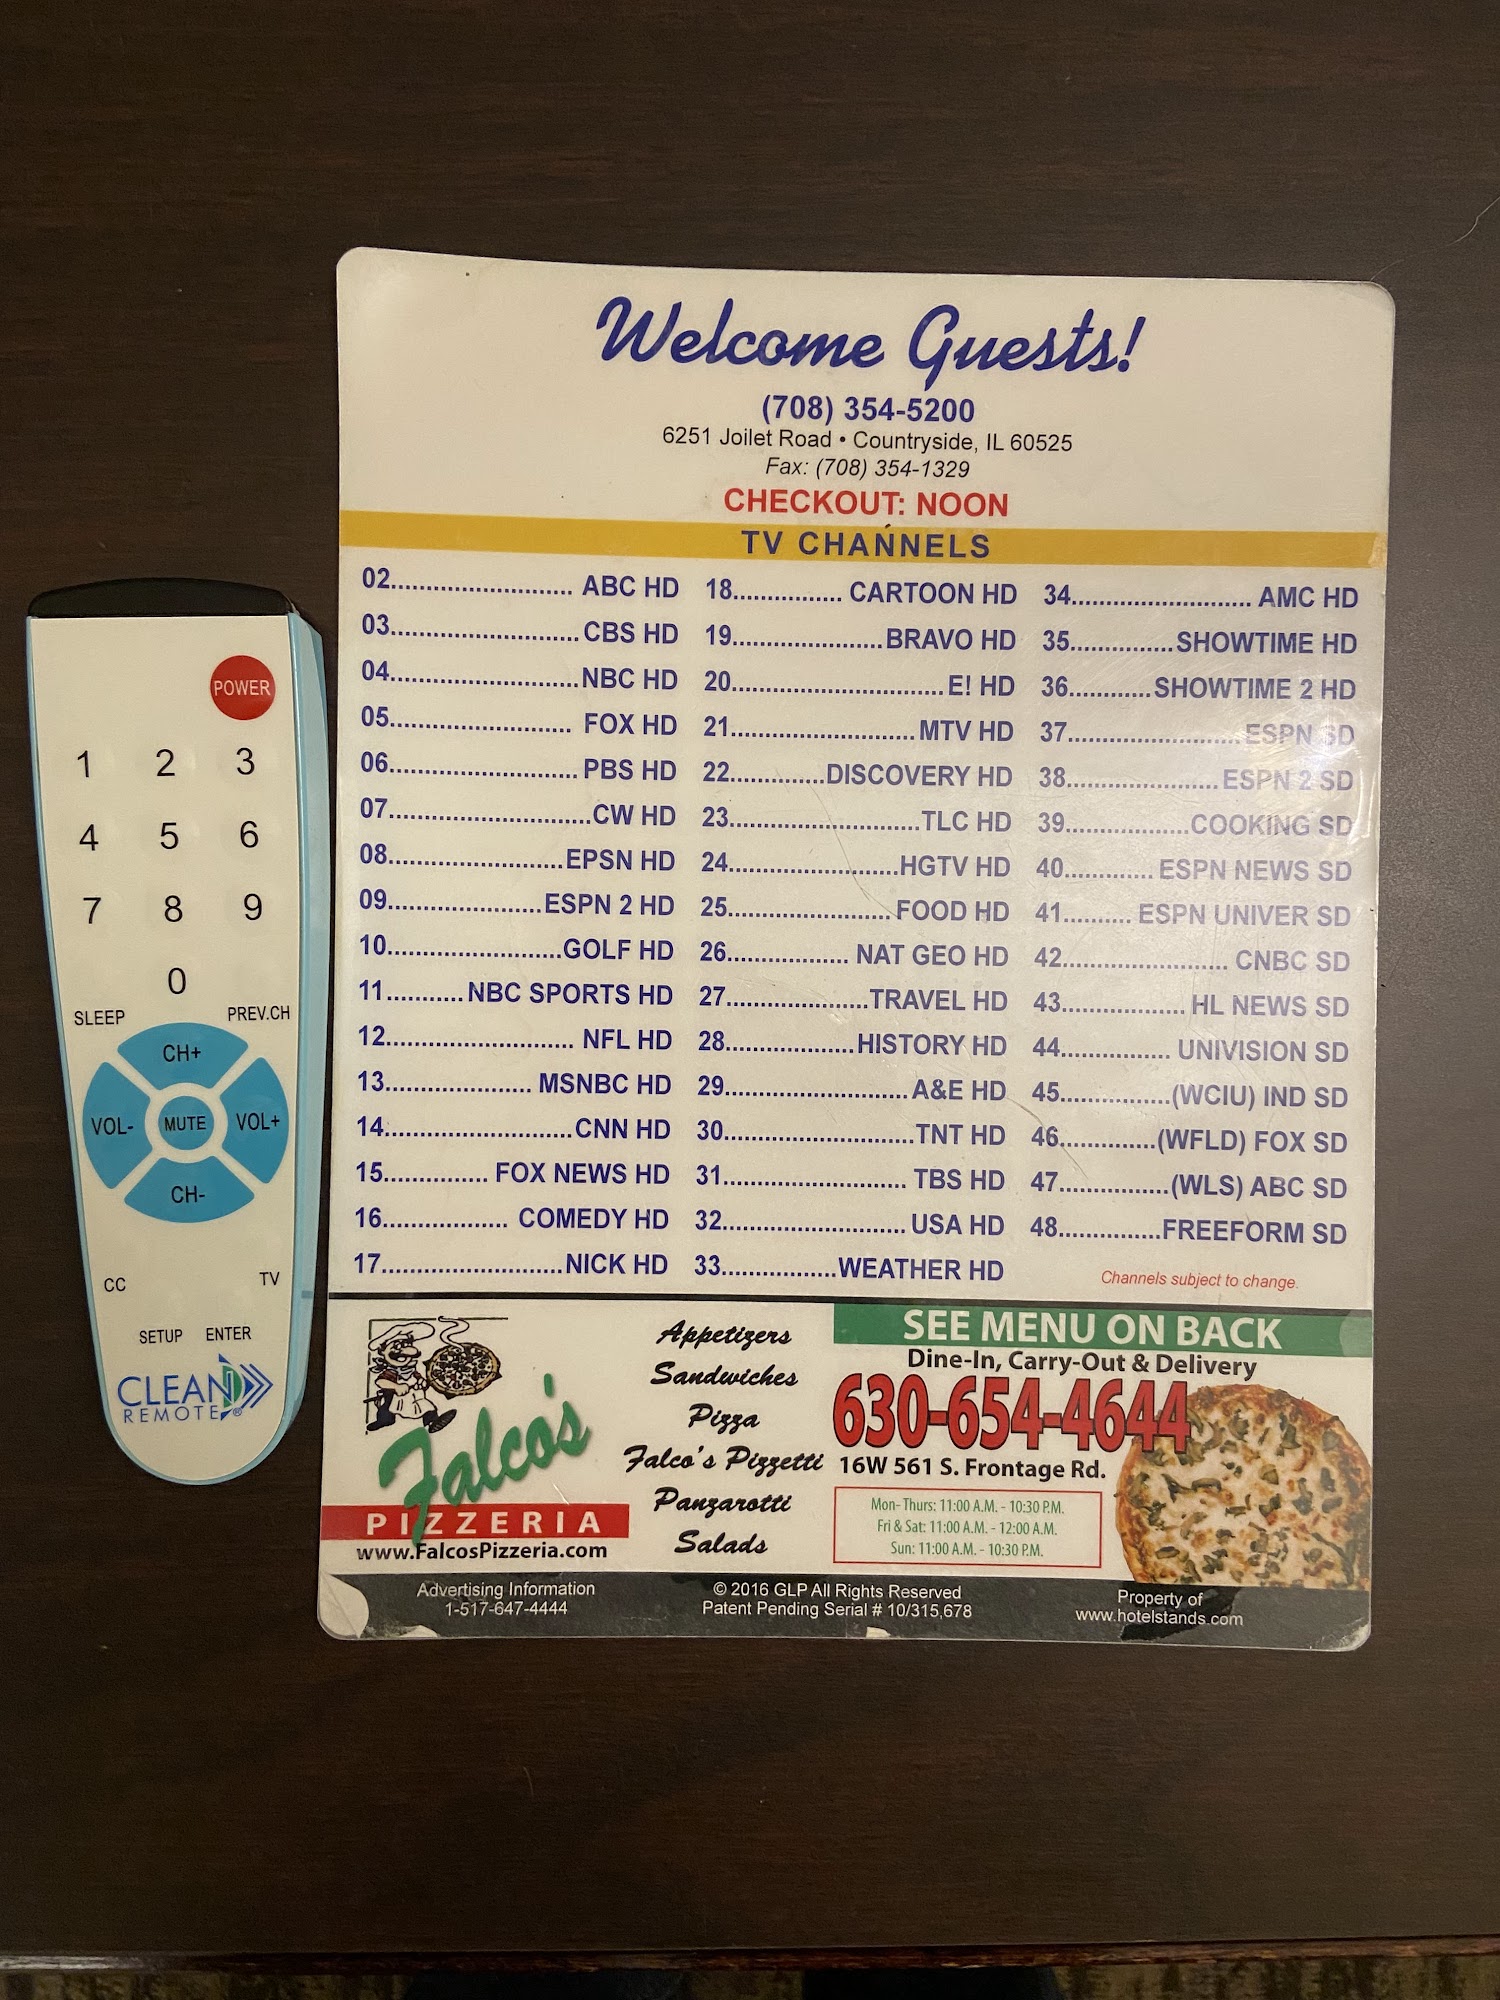 Welcome Guests!
(708) 354-5200
6251 Joilet Road • Countryside, IL 60525
Fax: (708) 354-1329
CHECKOUT: NOON
TV CHANNELS
02.......................... ABC HD
03..........................CBS HD
04..........................NBC HD
05.......................... FOX HD
06..........................PBS HD
07............................CW HD
08........................EPSN HD
09.....................ESPN 2 HD
10........................GOLF HD
11...........NBC SPORTS HD
12.......................... NFL HD
13.................... MSNBC HD
14..........................CNN HD
15............... FOX NEWS HD
16.................. COMEDY HD
17.........................NICK HD
18............... CARTOON HD
19.....................BRAVO HD
20..............................E! HD
21..........................MTV HD
22.............DISCOVERY HD
23..........................TLC HD
24.......................HGTV HD
25.......................FOOD HD
26................. NAT GEO HD
27....................TRAVEL HD
28..................HISTORY HD
29..........................A&E HD
30...........................TNT HD
31.......................... TBS HD
32..........................USA HD
33....................WEATHER HD
34.......................... AMC HD
35...............SHOWTIME HD
36............SHOWTIME 2 HD
37........................ESPN SD
38.....................ESPN 2 SD
39..................COOKING SD
40............. ESPN NEWS SD
41.......... ESPN UNIVER SD
42........................ CNBC SD
43.................. HL NEWS SD
44................ UNIVISION SD
45................(WCIU) IND SD
46..............(WFLD) FOX SD
47................(WLS) ABC SD
48...............FREEFORM SD
Channels subject to change.
Falco's
PIZZERIA
www.FalcosPizzeria.com
Appetizers
Sandwiches
Pizza
Falco's Pizzetti
Panzarotti
Salads
SEE MENU ON BACK
Dine-In, Carry-Out & Delivery
630-654-4644
16W 561 S. Frontage Rd.
Mon- Thurs: 11:00 A.M. - 10:30 P.M.
Fri & Sat: 11:00 A.M. - 12:00 A.M.
Sun: 11:00 A.M. - 10:30 P.M.
Advertising Information
1-517-647-4444
© 2016 GLP All Rights Reserved
Patent Pending Serial # 10/315,678
Property of
www.hotelstands.com
POWER
1 2 3
4 5 6
7 8 9
0
SLEEP PREV.CH
CH+
VOL- MUTE VOL+
CH-
CC TV
SETUP ENTER
CLEAN
REMOTE®